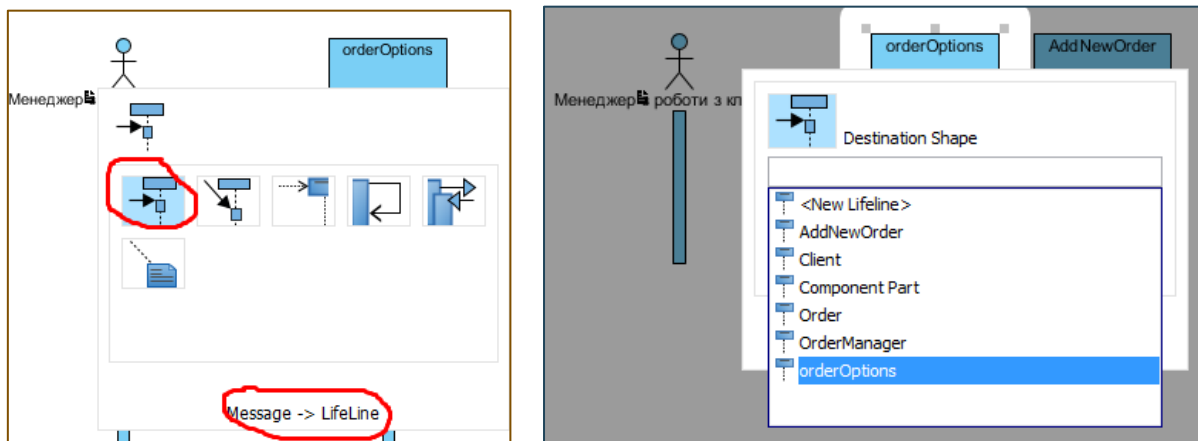 orderOptions
Менеджер
Message -> LifeLine
orderOptions
AddNewOrder
Менеджер роботи з кл
Destination Shape
<New Lifeline>
AddNewOrder
Client
Component Part
Order
OrderManager
orderOptions